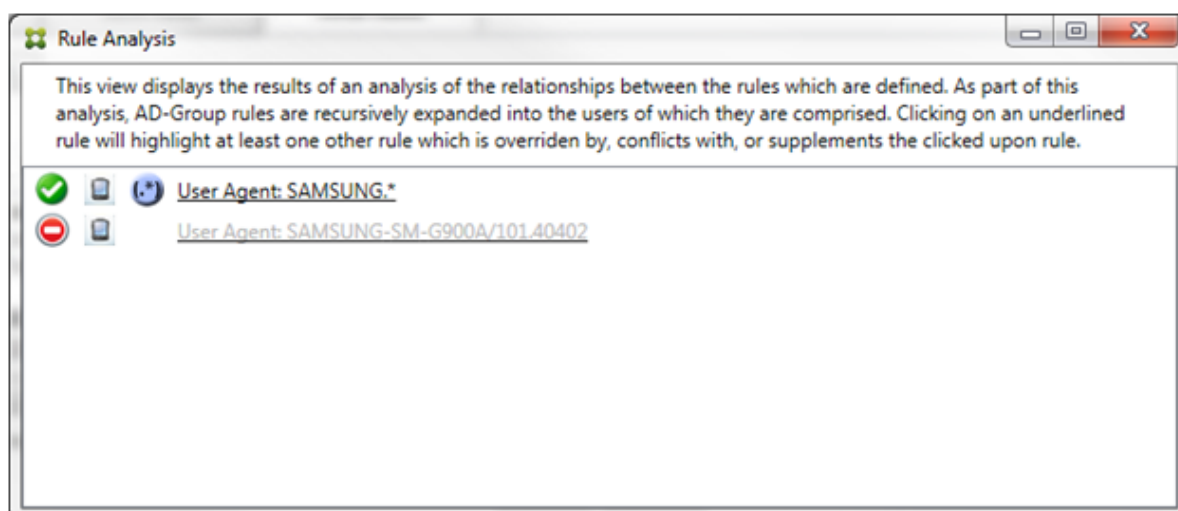 Rule Analysis
This view displays the results of an analysis of the relationships between the rules which are defined. As part of this
analysis, AD-Group rules are recursively expanded into the users of which they are comprised. Clicking on an underlined
rule will highlight at least one other rule which is overriden by, conflicts with, or supplements the clicked upon rule.
(.*) User Agent: SAMSUNG.*
User Agent: SAMSUNG-SM-G900A/101.40402